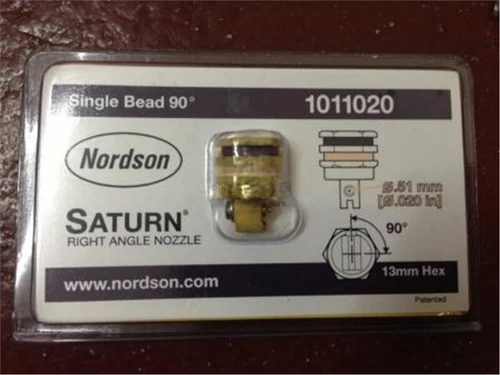 Single Bead 90° 1011020
Nordson
SATURN®
RIGHT ANGLE NOZZLE
Ø.51 mm
[Ø.020 in]
90°
13mm Hex
www.nordson.com
Patented